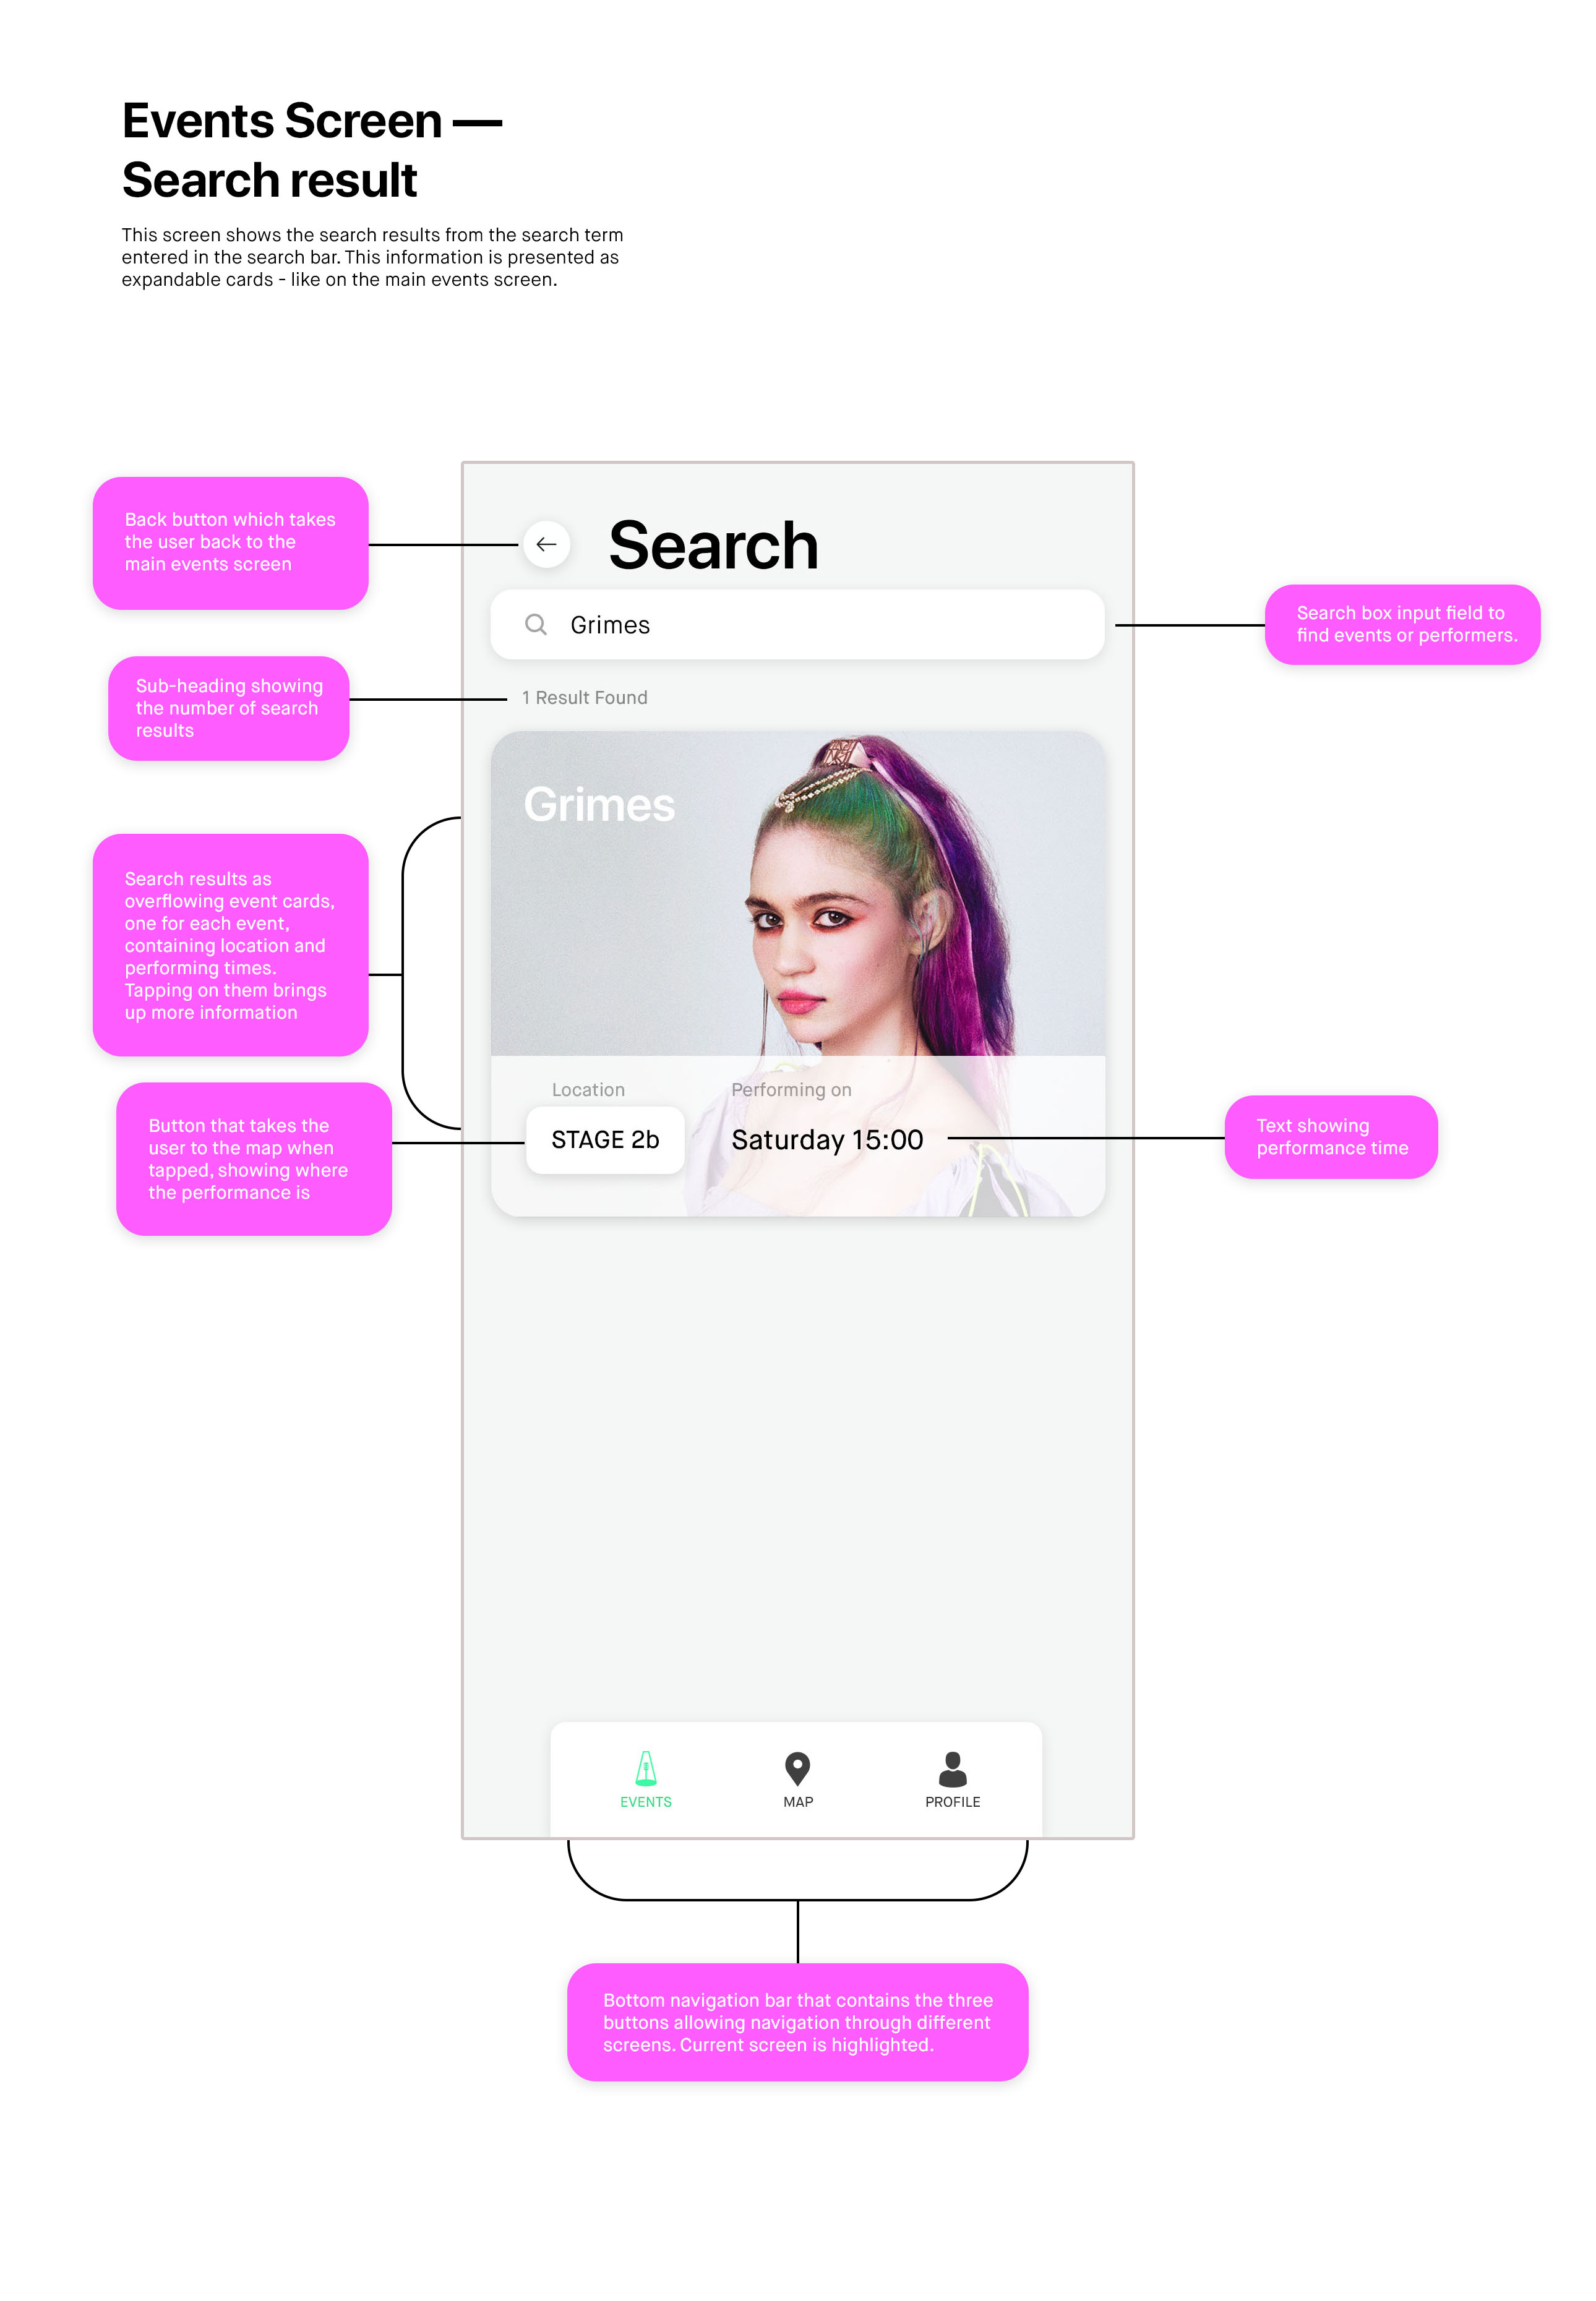 Events Screen —
Search result
This screen shows the search results from the search term
entered in the search bar. This information is presented as
expandable cards - like on the main events screen.
Back button which takes
the user back to the
main events screen
Search
Grimes
Search box input field to
find events or performers.
Sub-heading showing
the number of search
results
1 Result Found
Grimes
Search results as
overflowing event cards,
one for each event,
containing location and
performing times.
Tapping on them brings
up more information
Location
Performing on
Button that takes the
user to the map when
tapped, showing where
the performance is
STAGE 2b
Saturday 15:00
Text showing
performance time
EVENTS
MAP
PROFILE
Bottom navigation bar that contains the three
buttons allowing navigation through different
screens. Current screen is highlighted.